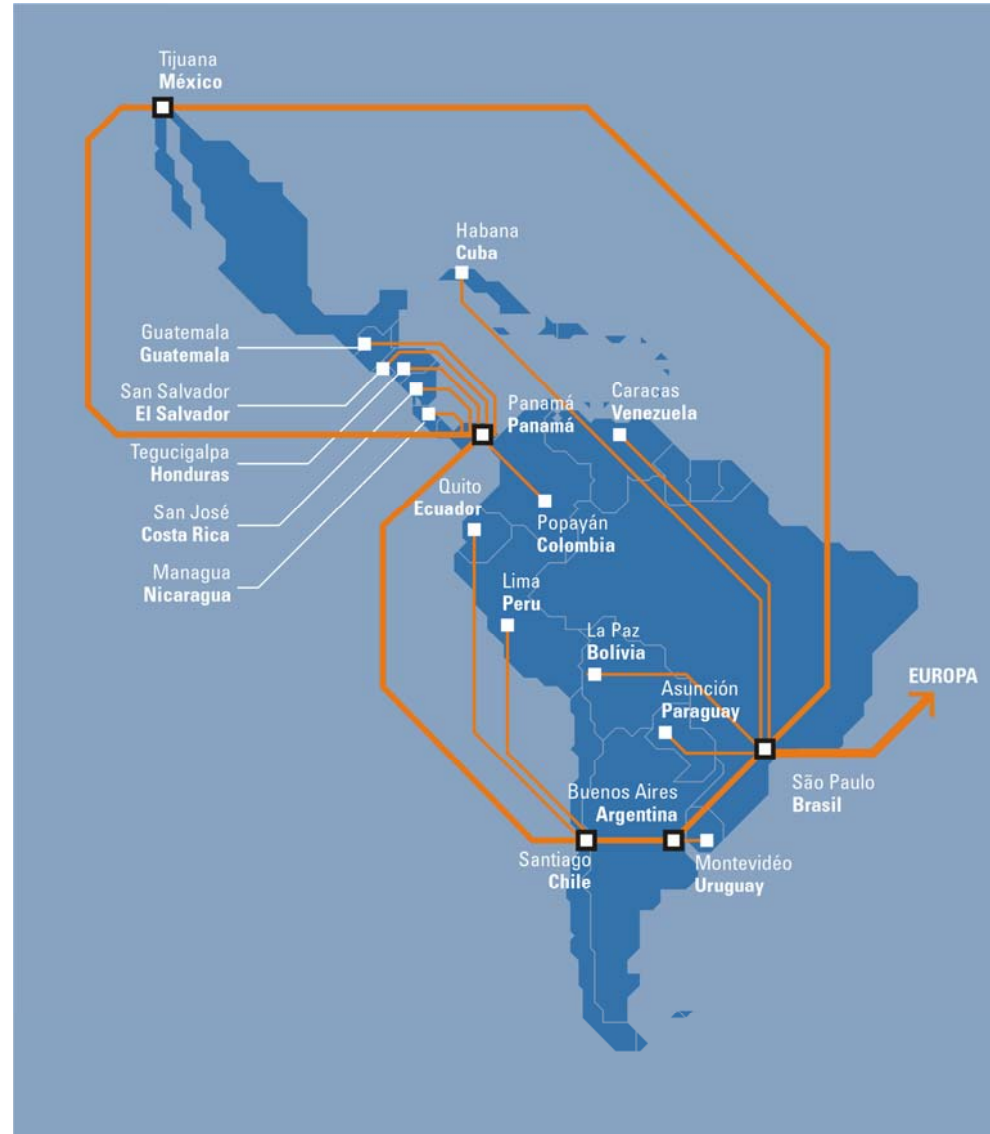 Tijuana
México
Habana
Cuba
Guatemala
Guatemala
San Salvador
El Salvador
Tegucigalpa
Honduras
San José
Costa Rica
Managua
Nicaragua
Panamá
Panamá
Caracas
Venezuela
Quito
Ecuador
Popayán
Colombia
Lima
Peru
La Paz
Bolívia
Asunción
Paraguay
EUROPA
São Paulo
Brasil
Buenos Aires
Argentina
Santiago
Chile
Montevidéo
Uruguay